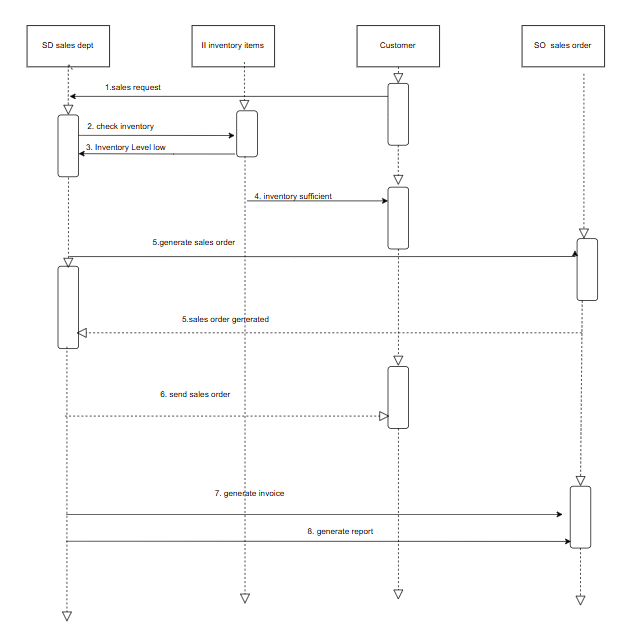 SD sales dept
II inventory items
Customer
SO sales order
1.sales request
2. check inventory
3. Inventory Level low
4. inventory sufficient
5.generate sales order
5.sales order generated
6. send sales order
7. generate invoice
8. generate report